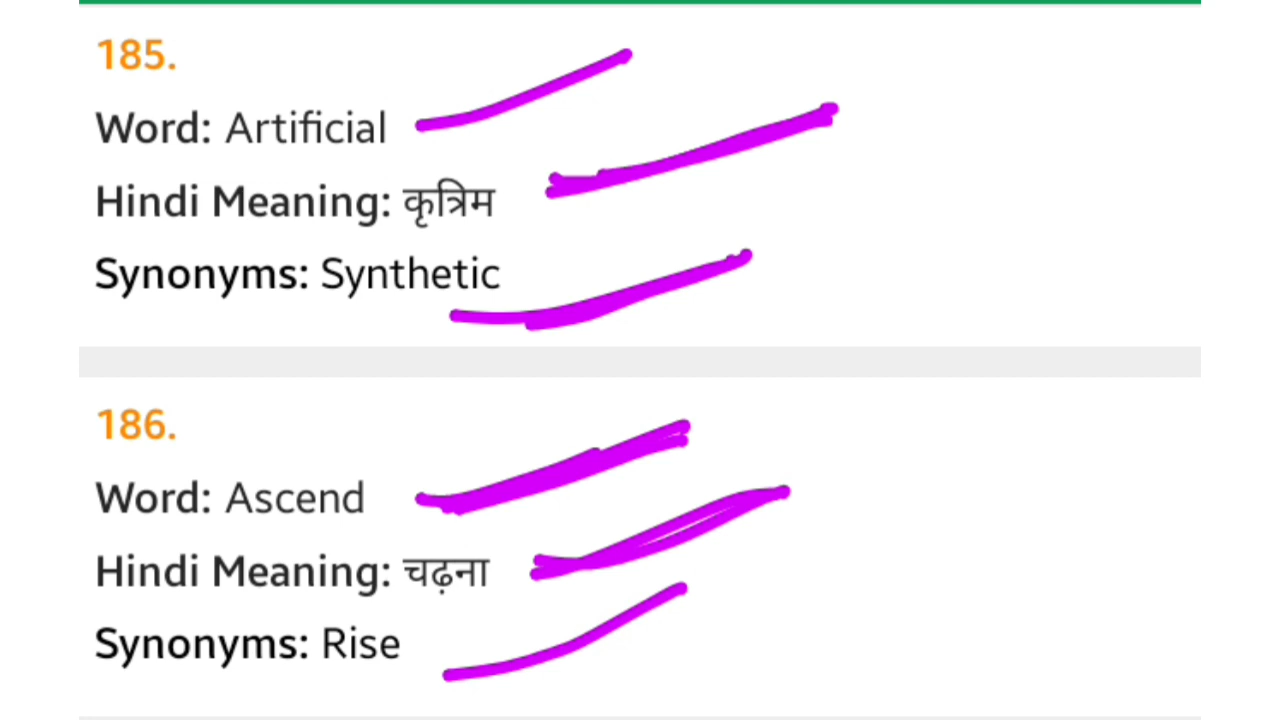 185.
Word: Artificial
Hindi Meaning: कृत्रिम
Synonyms: Synthetic
186.
Word: Ascend
Hindi Meaning: चढ़ना
Synonyms: Rise